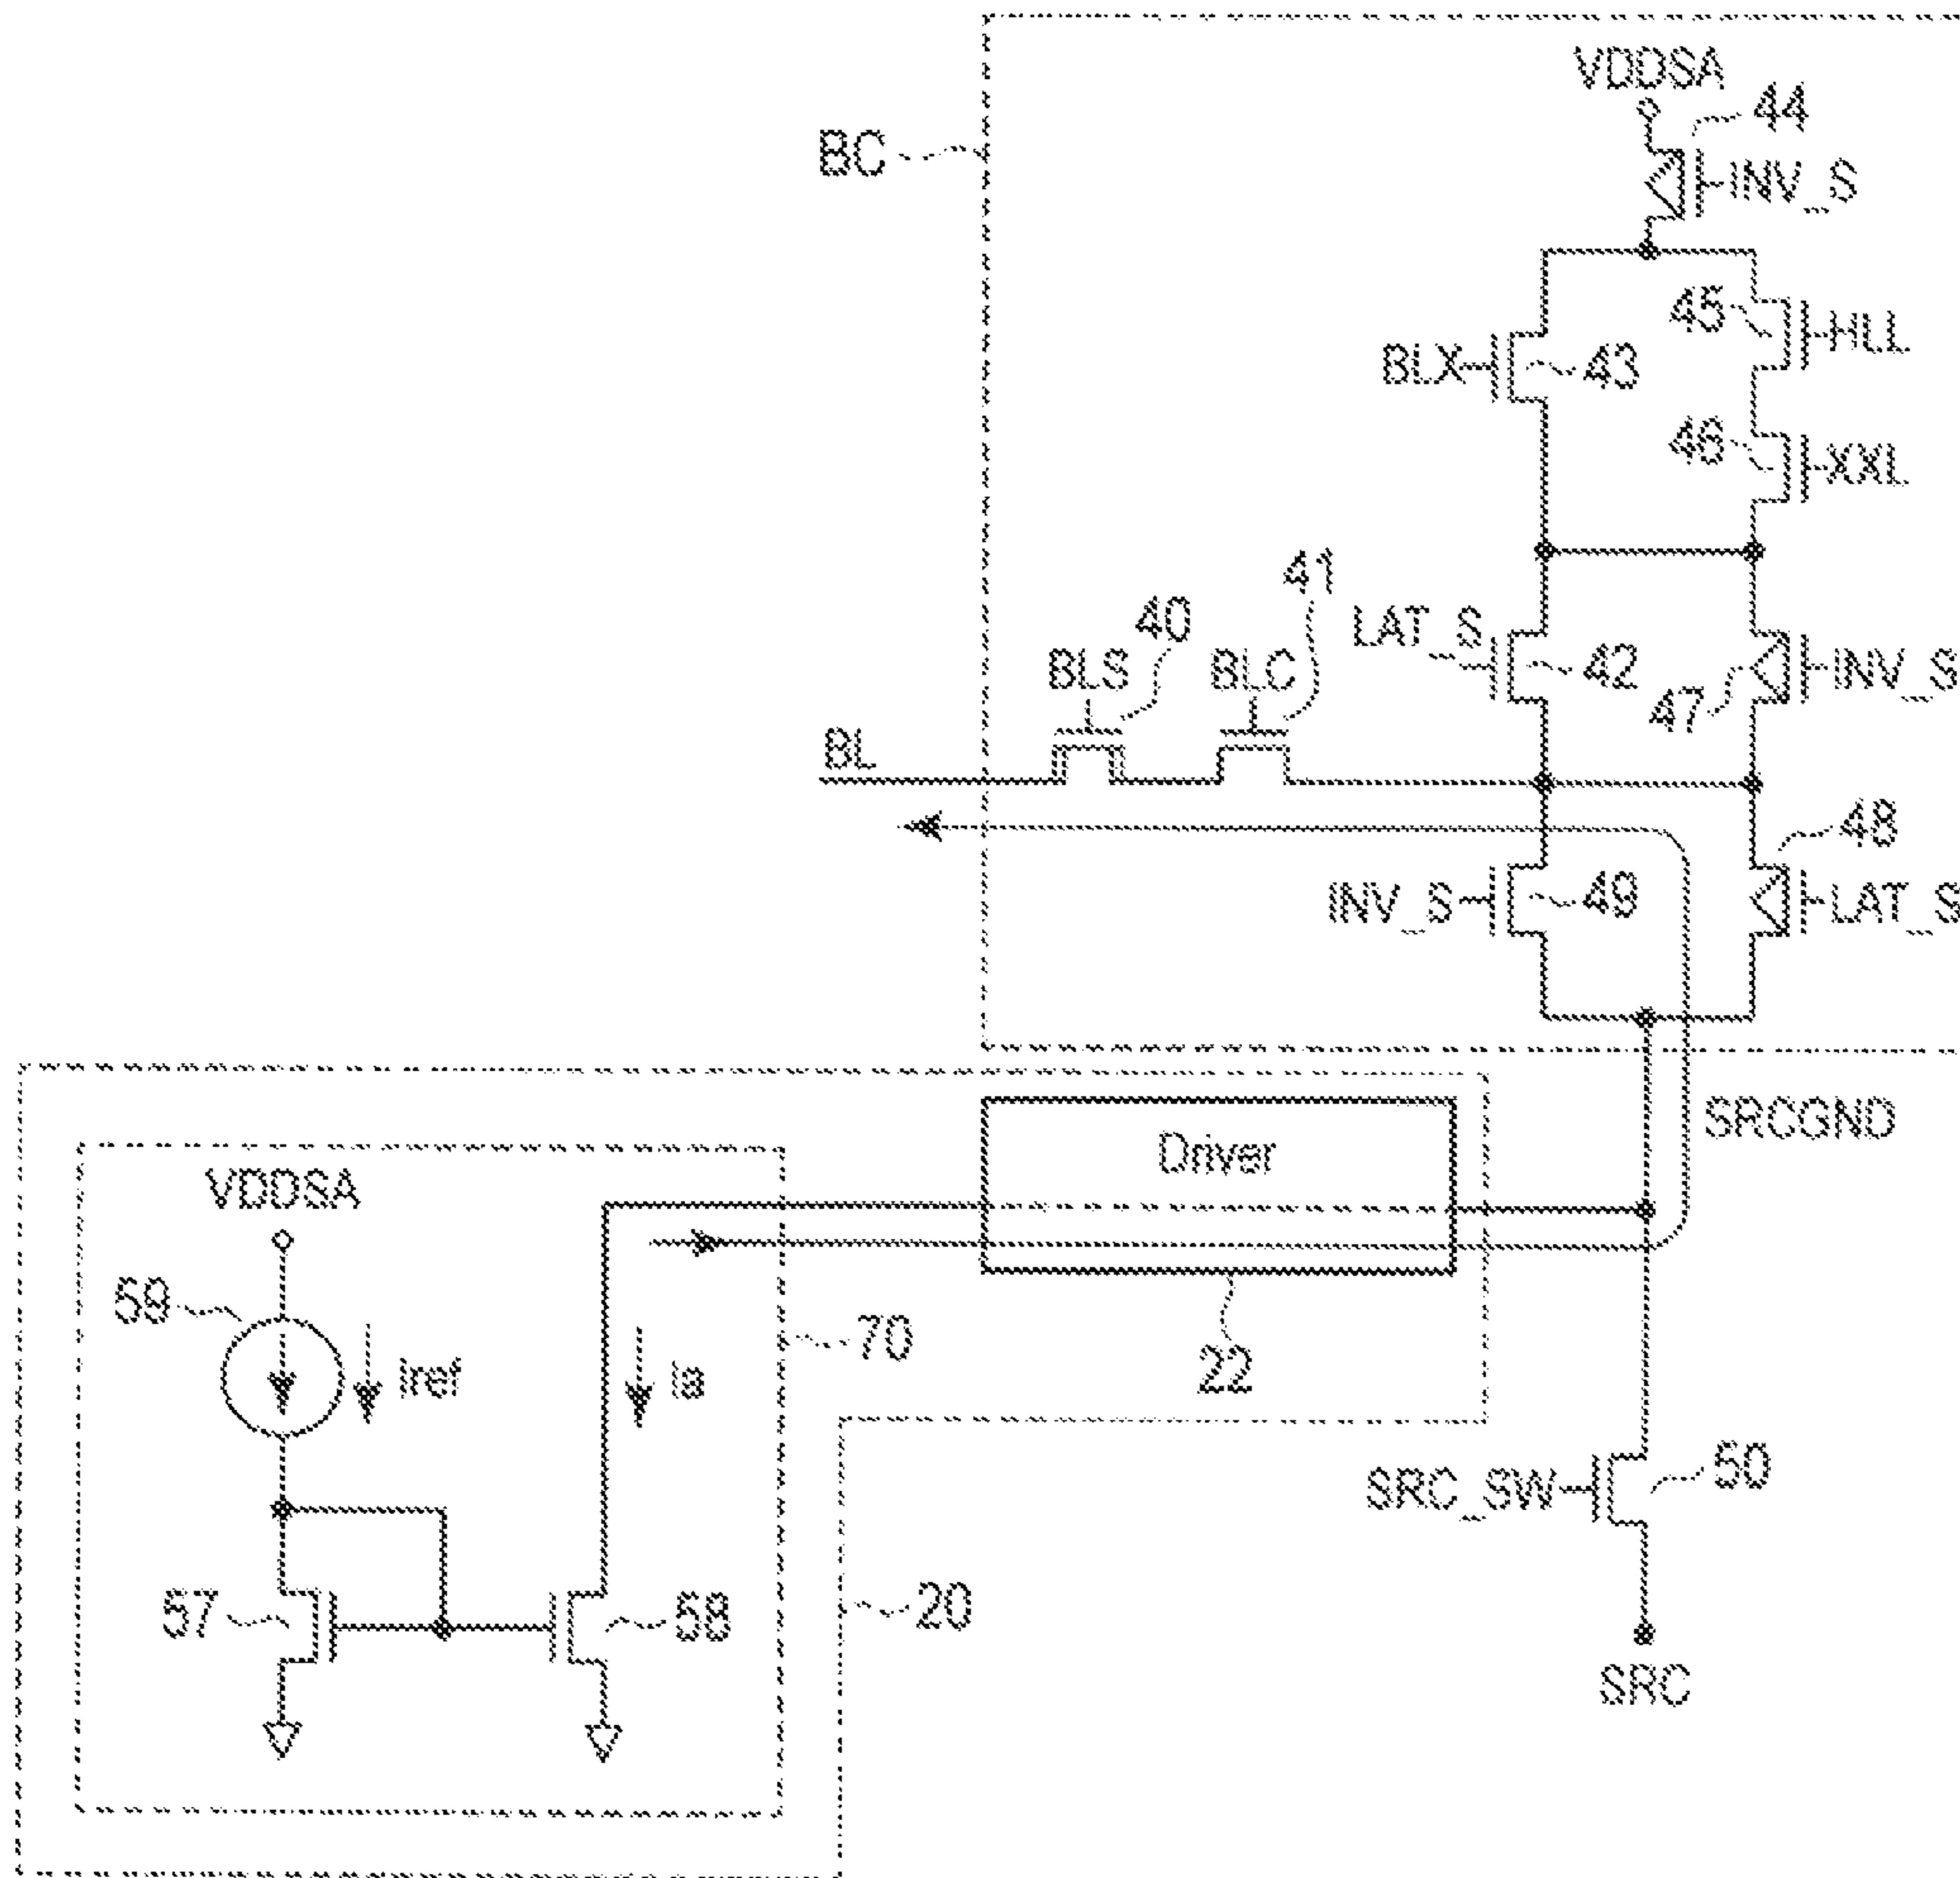 VDDSA
44
BC
INV_S
45
HLL
BLX
43
46
XXL
41
40
LAT_S
BLS
BLC
42
INV_S
47
BL
48
INV_S
49
LAT_S
SRCGND
Driver
VDDSA
59
iref
ia
70
22
SRC_SW
50
57
58
20
SRC